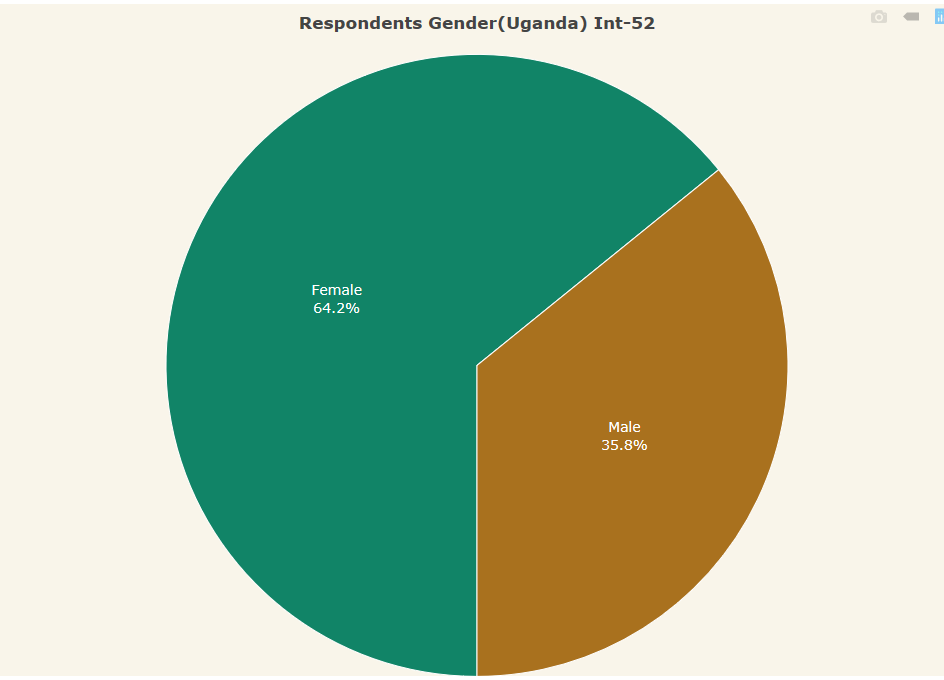 Respondents Gender(Uganda) Int-52
Female
64.2%
Male
35.8%